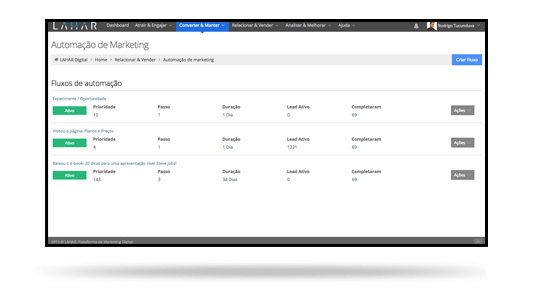 LAHAR Dashboard Atrair & Engajar Converter & Manter Relacionar & Vender Analisar & Melhorar Ajuda Rodrigo Tucunduva
Automação de Marketing
LAHAR Digital Home Relacionar & Vender Automação de marketing Criar Fluxo
Fluxos de automação
Experimente / Oportunidade
Ativo Prioridade Passo Duração Lead Ativo Completaram Ações
10 1 1 Dia 0 69
Visitou a página: Planos e Preços
Ativo Prioridade Passo Duração Lead Ativo Completaram Ações
4 1 1 Dia 1231 69
Baixou o e-book: 20 dicas para uma apresentação nível Steve Jobs!
Ativo Prioridade Passo Duração Lead Ativo Completaram Ações
143 3 34 Dias 0 69
LAHAR. Plataforma de Marketing Digital